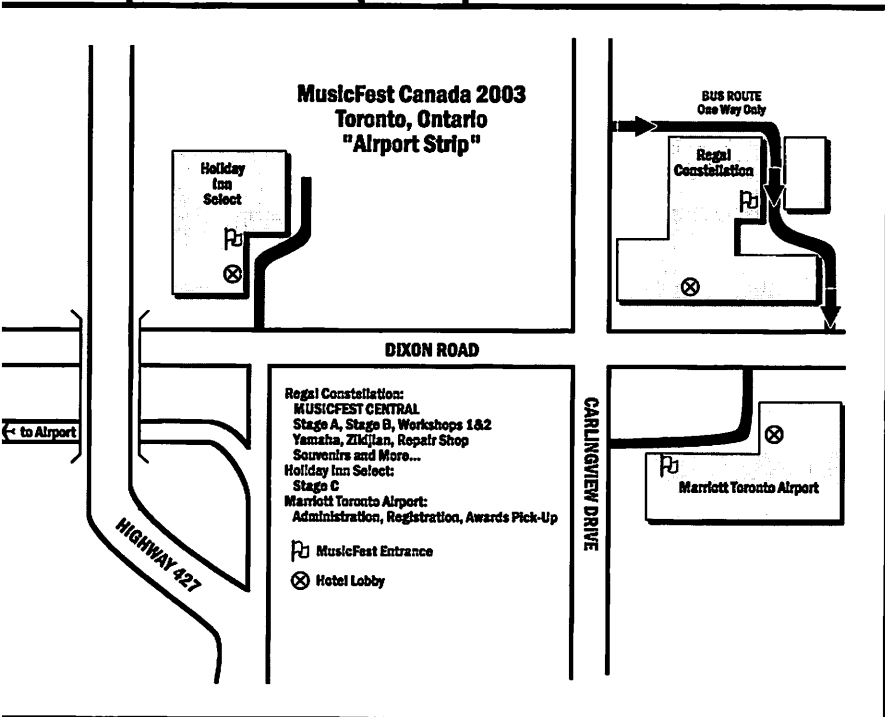 MusicFest Canada 2003
Toronto, Ontario
"Airport Strip"
BUS ROUTE
One Way Only
Holiday
Inn
Select
Regal
Constellation
DIXON ROAD
Regal Constellation:
MUSICFEST CENTRAL
Stage A, Stage B, Workshops 1&2
Yamaha, Zildjian, Repair Shop
Souvenirs and More...
Holiday Inn Select:
Stage C
Marriott Toronto Airport:
Administration, Registration, Awards Pick-Up
MusicFest Entrance
Hotel Lobby
to Airport
HIGHWAY 427
CARLINGVIEW DRIVE
Marriott Toronto Airport